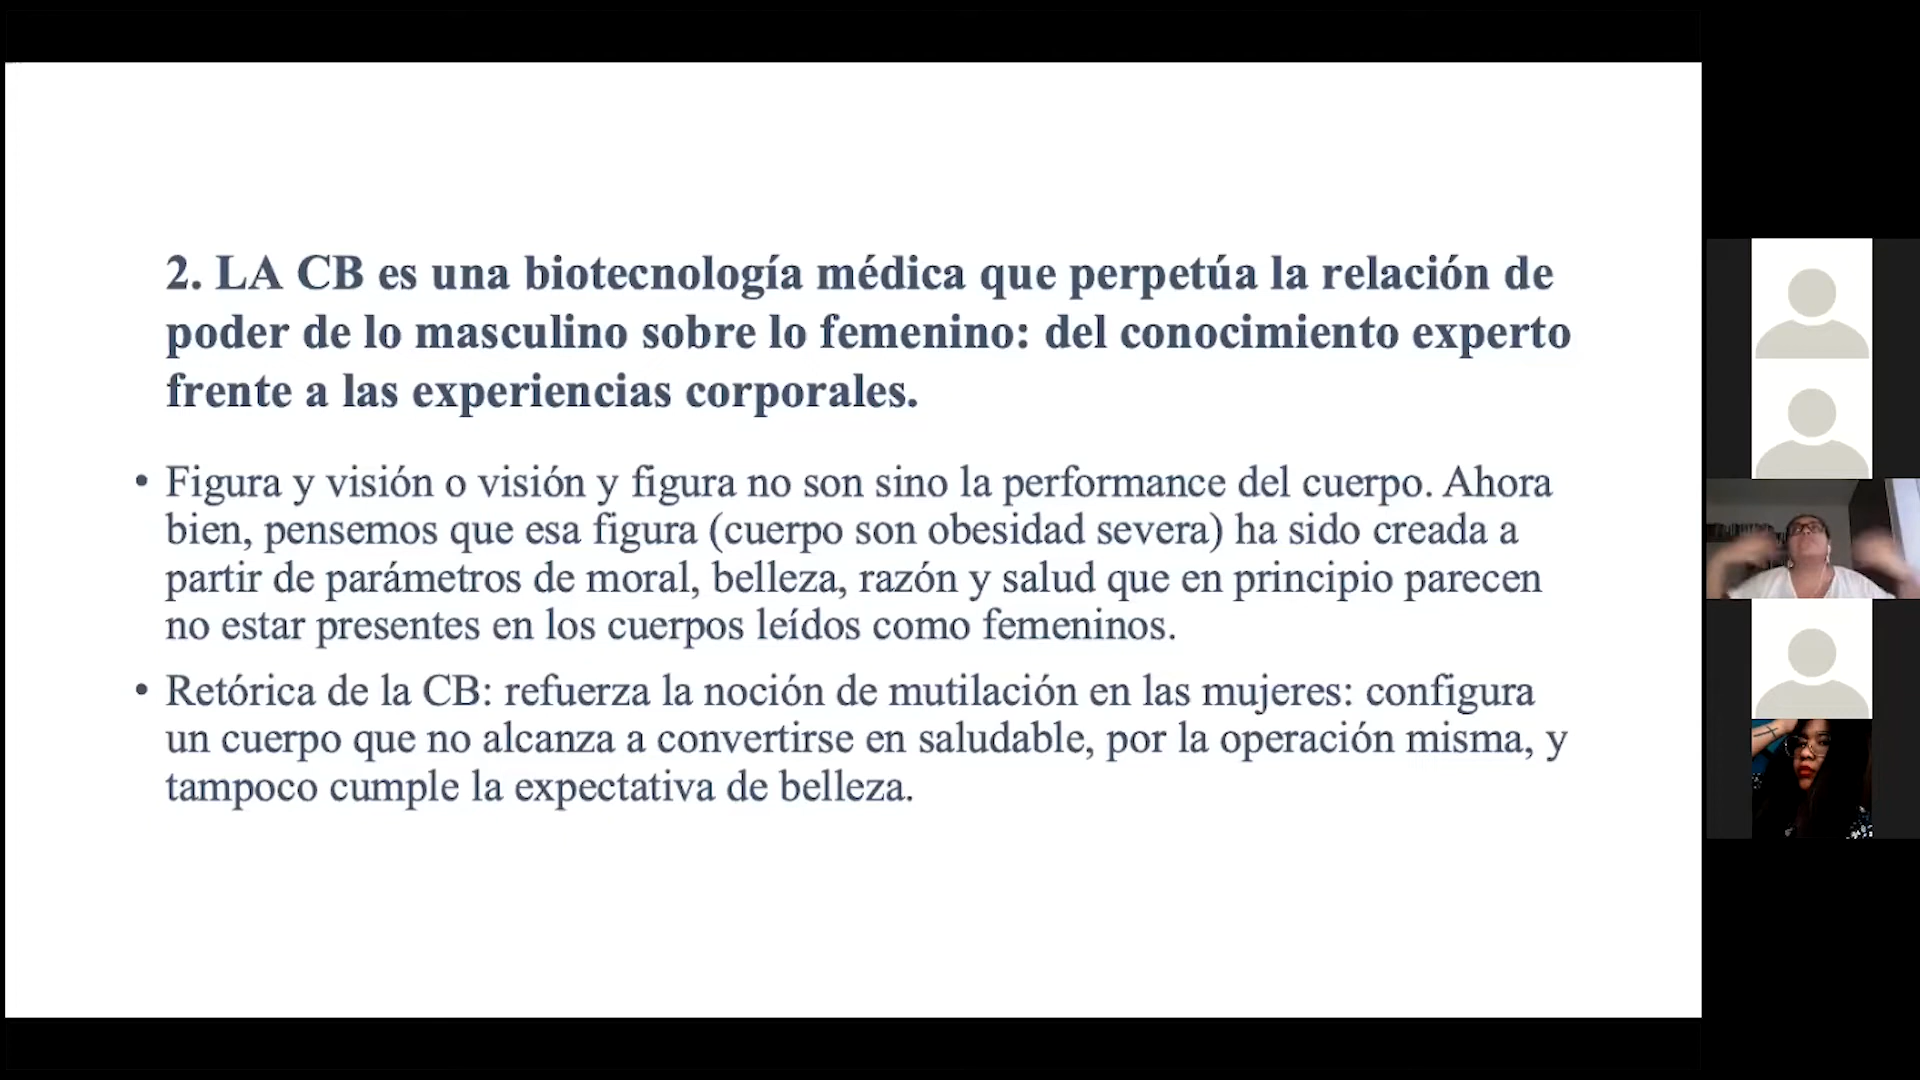 2. LA CB es una biotecnología médica que perpetúa la relación de
poder de lo masculino sobre lo femenino: del conocimiento experto
frente a las experiencias corporales.
• Figura y visión o visión y figura no son sino la performance del cuerpo. Ahora
bien, pensemos que esa figura (cuerpo son obesidad severa) ha sido creada a
partir de parámetros de moral, belleza, razón y salud que en principio parecen
no estar presentes en los cuerpos leídos como femeninos.
• Retórica de la CB: refuerza la noción de mutilación en las mujeres: configura
un cuerpo que no alcanza a convertirse en saludable, por la operación misma, y
tampoco cumple la expectativa de belleza.